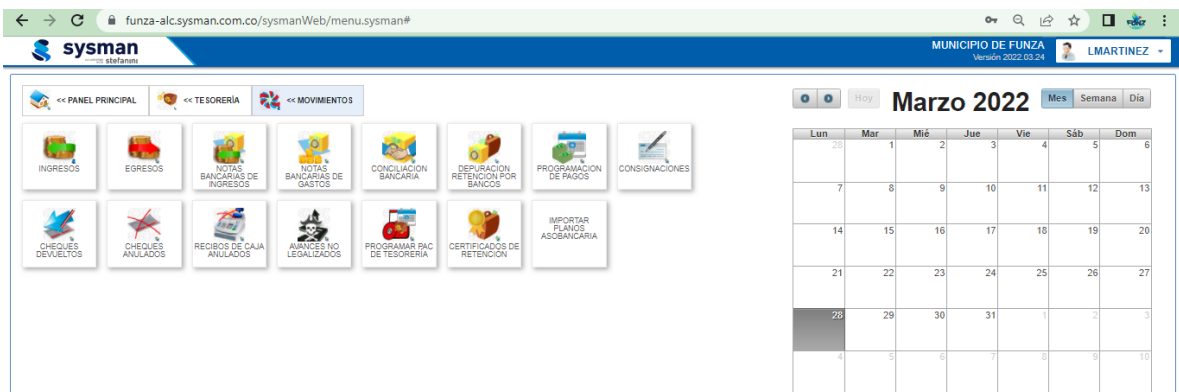 funza-alc.sysman.com.co/sysmanWeb/menu.sysman#
sysman
stefanini
MUNICIPIO DE FUNZA
Versión 2022.03.24
LMARTINEZ
<< PANEL PRINCIPAL
<< TESORERÍA
<< MOVIMIENTOS
INGRESOS
EGRESOS
NOTAS
BANCARIAS DE
INGRESOS
NOTAS
BANCARIAS DE
GASTOS
CONCILIACION
BANCARIA
DEPURACION
RETENCION POR
BANCOS
PROGRAMACION
DE PAGOS
CONSIGNACIONES
CHEQUES
DEVUELTOS
CHEQUES
ANULADOS
RECIBOS DE CAJA
ANULADOS
AVANCES NO
LEGALIZADOS
PROGRAMAR PAC
DE TESORERÍA
CERTIFICADOS DE
RETENCION
IMPORTAR
PLANOS
ASOBANCARIA
Hoy
Marzo 2022
Mes Semana Día
Lun Mar Mié Jue Vie Sáb Dom
28 1 2 3 4 5 6
7 8 9 10 11 12 13
14 15 16 17 18 19 20
21 22 23 24 25 26 27
28 29 30 31 1 2 3
4 5 6 7 8 9 10